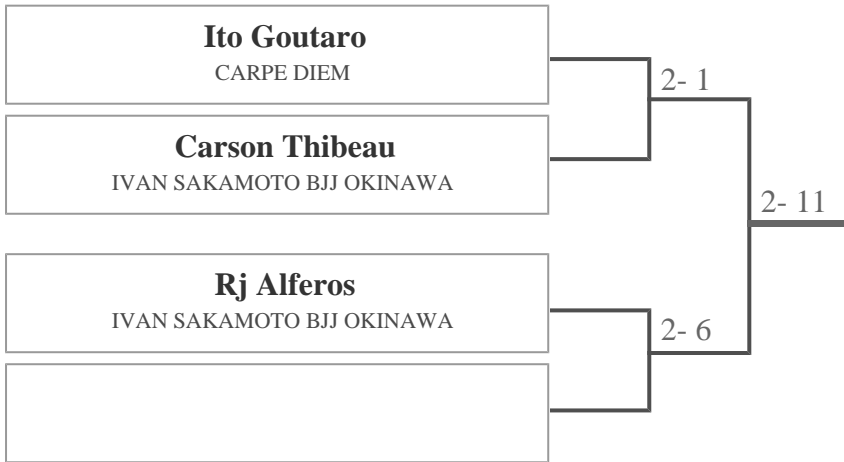 Ito Goutaro
CARPE DIEM
2- 1
Carson Thibeau
IVAN SAKAMOTO BJJ OKINAWA
2- 11
Rj Alferos
IVAN SAKAMOTO BJJ OKINAWA
2- 6